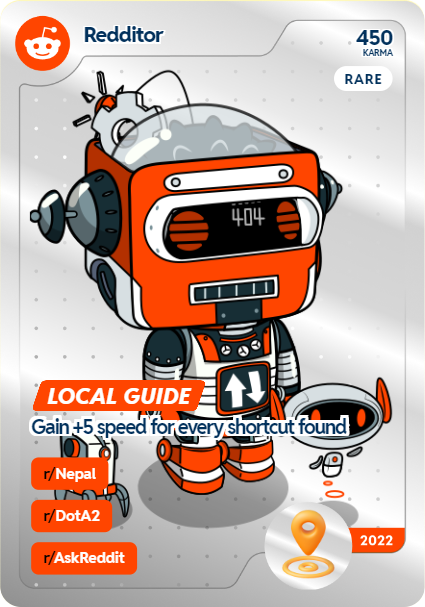 Redditor
450
KARMA
RARE
404
LOCAL GUIDE
Gain +5 speed for every shortcut found
r/Nepal
r/DotA2
r/AskReddit
2022